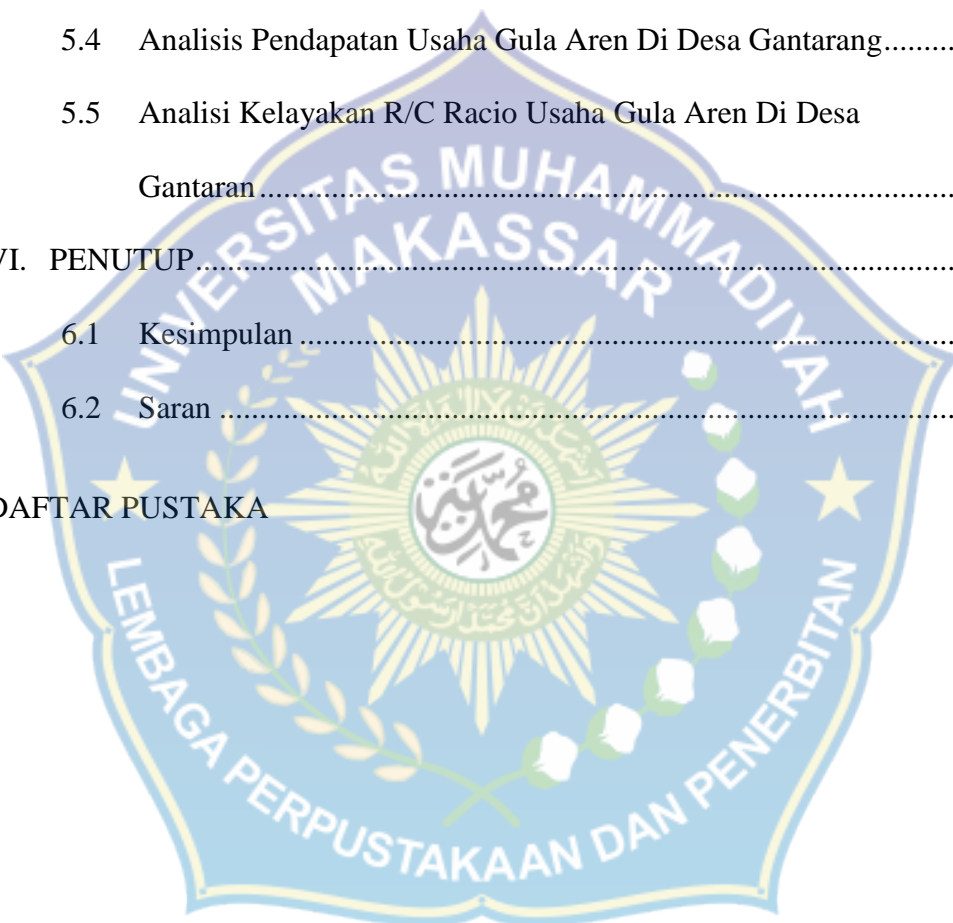 5.4 Analisis Pendapatan Usaha Gula Aren Di Desa Gantarang.........
5.5 Analisi Kelayakan R/C Racio Usaha Gula Aren Di Desa
Gantaran
VI. PENUTUP
6.1 Kesimpulan
6.2 Saran
DAFTAR PUSTAKA
UNIVERSITAS MUHAMMADIYAH
MAKASSAR
LEMBAGA PERPUSTAKAAN DAN PENERBITAN